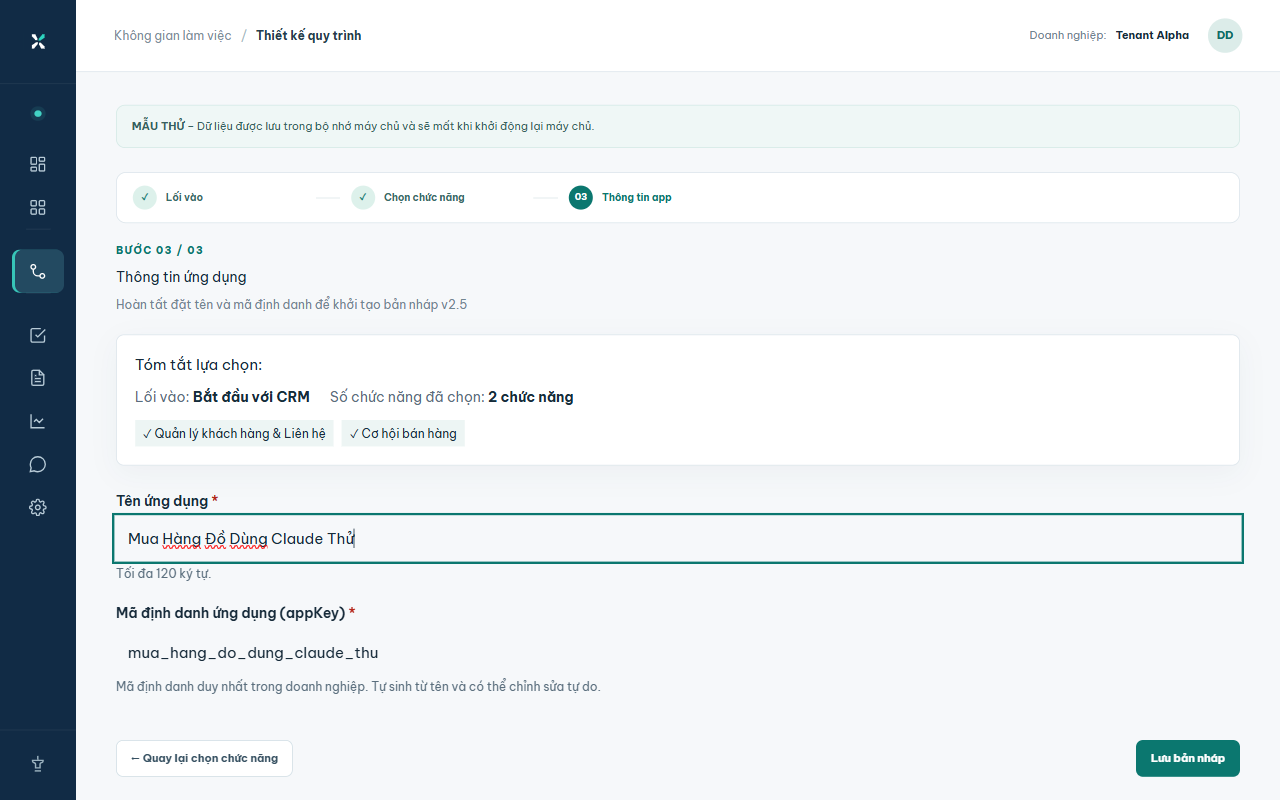 Không gian làm việc / Thiết kế quy trình
Doanh nghiệp: Tenant Alpha DD
MẪU THỬ – Dữ liệu được lưu trong bộ nhớ máy chủ và sẽ mất khi khởi động lại máy chủ.
✓ Lối vào ✓ Chọn chức năng 03 Thông tin app
BƯỚC 03 / 03
Thông tin ứng dụng
Hoàn tất đặt tên và mã định danh để khởi tạo bản nháp v2.5
Tóm tắt lựa chọn:
Lối vào: Bắt đầu với CRM Số chức năng đã chọn: 2 chức năng
✓ Quản lý khách hàng & Liên hệ ✓ Cơ hội bán hàng
Tên ứng dụng *
Mua Hàng Đồ Dùng Claude Thử
Tối đa 120 ký tự.
Mã định danh ứng dụng (appKey) *
mua_hang_do_dung_claude_thu
Mã định danh duy nhất trong doanh nghiệp. Tự sinh từ tên và có thể chỉnh sửa tự do.
← Quay lại chọn chức năng Lưu bản nháp